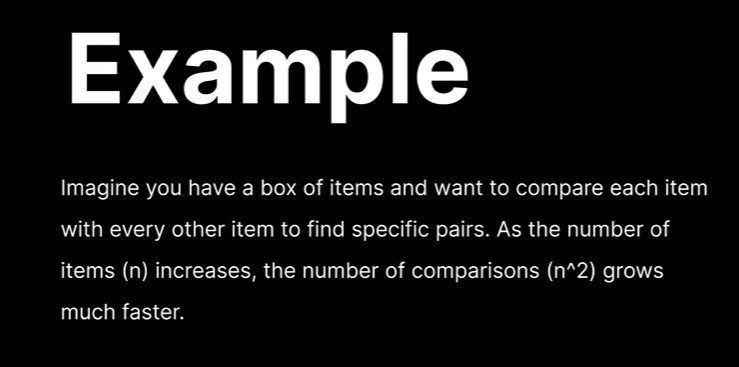 Example
Imagine you have a box of items and want to compare each item
with every other item to find specific pairs. As the number of
items (n) increases, the number of comparisons (n^2) grows
much faster.